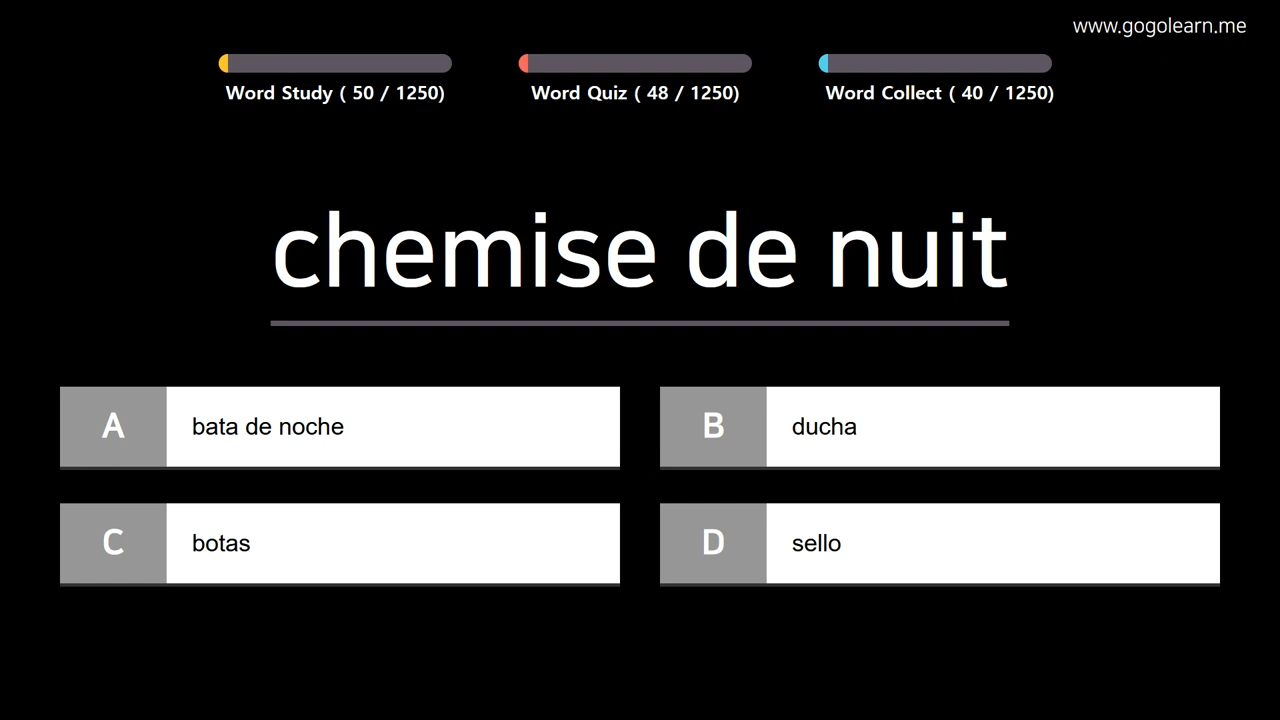 www.gogolearn.me
Word Study ( 50 / 1250)
Word Quiz ( 48 / 1250)
Word Collect ( 40 / 1250)
chemise de nuit
A bata de noche
B ducha
C botas
D sello